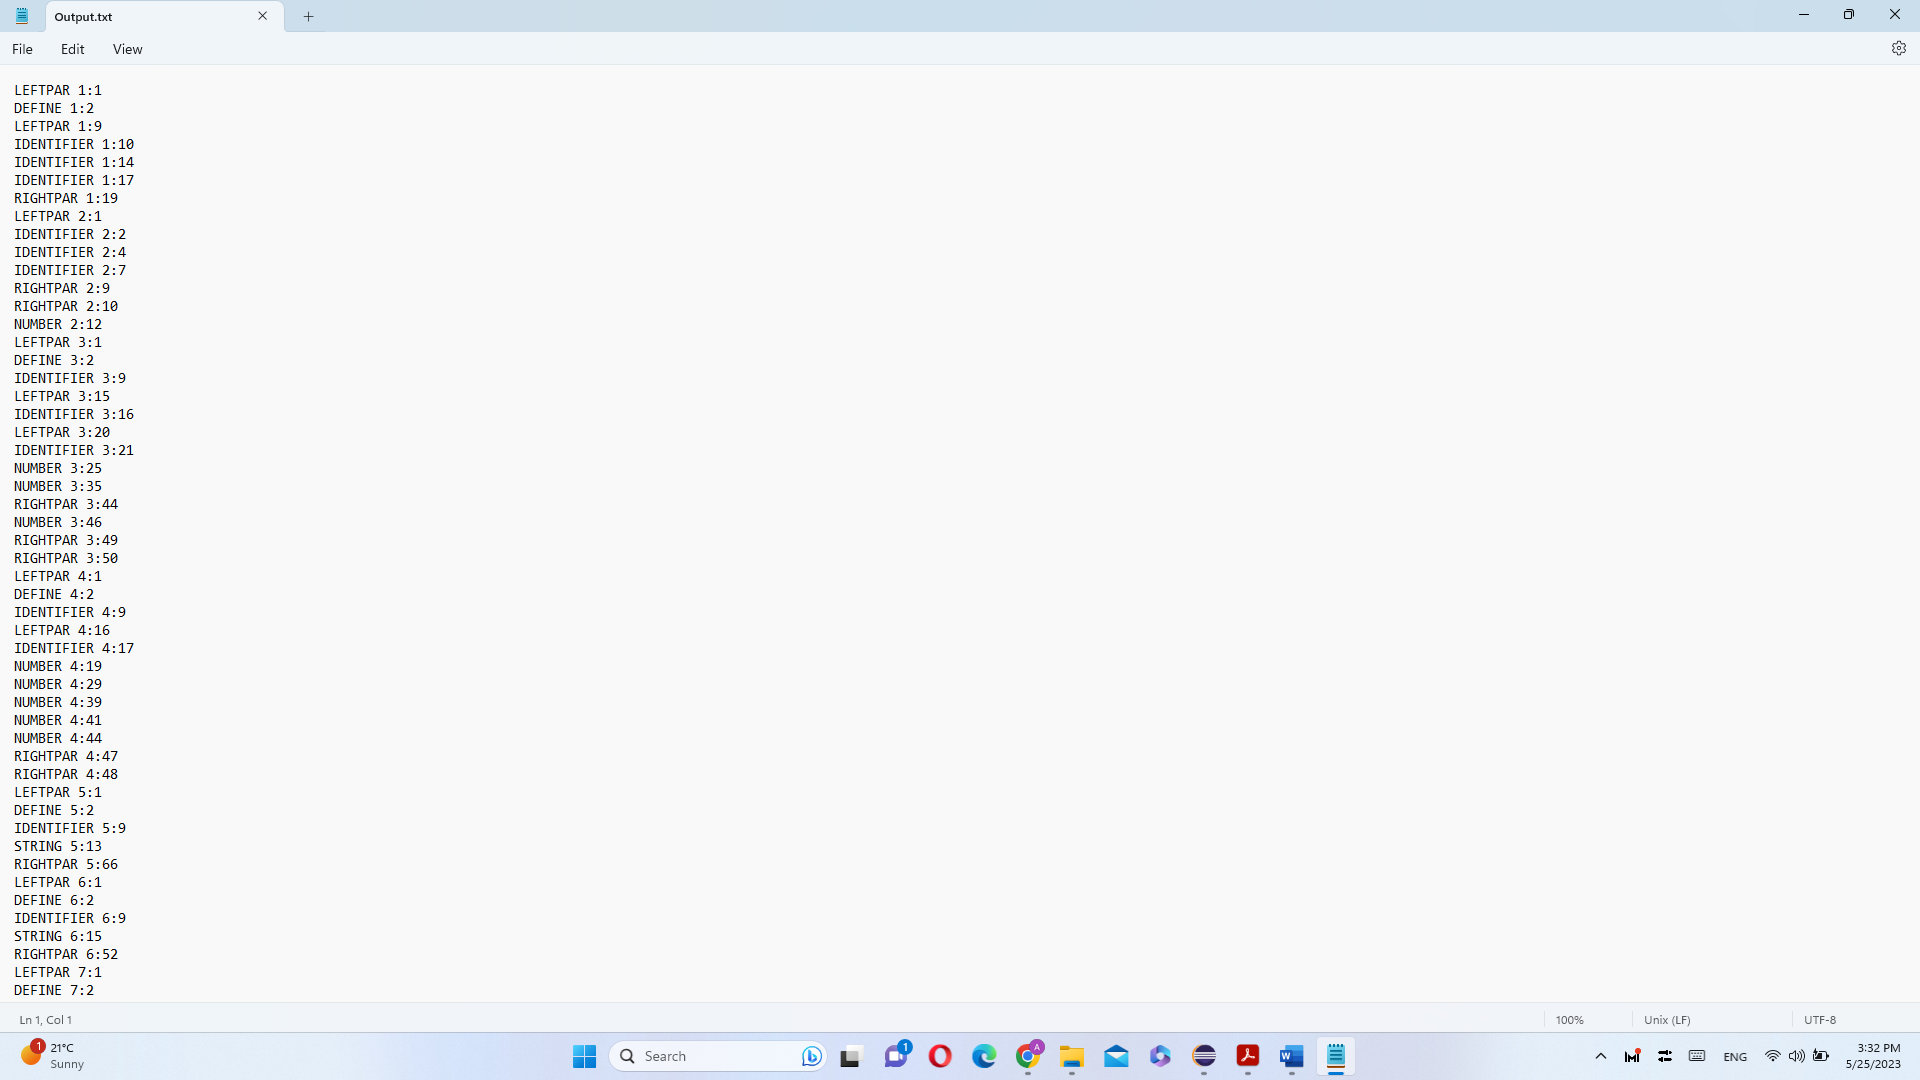 Output.txt
File Edit View
LEFTPAR 1:1
DEFINE 1:2
LEFTPAR 1:9
IDENTIFIER 1:10
IDENTIFIER 1:14
IDENTIFIER 1:17
RIGHTPAR 1:19
LEFTPAR 2:1
IDENTIFIER 2:2
IDENTIFIER 2:4
IDENTIFIER 2:7
RIGHTPAR 2:9
RIGHTPAR 2:10
NUMBER 2:12
LEFTPAR 3:1
DEFINE 3:2
IDENTIFIER 3:9
LEFTPAR 3:15
IDENTIFIER 3:16
LEFTPAR 3:20
IDENTIFIER 3:21
NUMBER 3:25
NUMBER 3:35
RIGHTPAR 3:44
NUMBER 3:46
RIGHTPAR 3:49
RIGHTPAR 3:50
LEFTPAR 4:1
DEFINE 4:2
IDENTIFIER 4:9
LEFTPAR 4:16
IDENTIFIER 4:17
NUMBER 4:19
NUMBER 4:29
NUMBER 4:39
NUMBER 4:41
NUMBER 4:44
RIGHTPAR 4:47
RIGHTPAR 4:48
LEFTPAR 5:1
DEFINE 5:2
IDENTIFIER 5:9
STRING 5:13
RIGHTPAR 5:66
LEFTPAR 6:1
DEFINE 6:2
IDENTIFIER 6:9
STRING 6:15
RIGHTPAR 6:52
LEFTPAR 7:1
DEFINE 7:2
Ln 1, Col 1 100% Unix (LF) UTF-8
1 21°C Search 1 A W ENG 3:32 PM
Sunny 5/25/2023